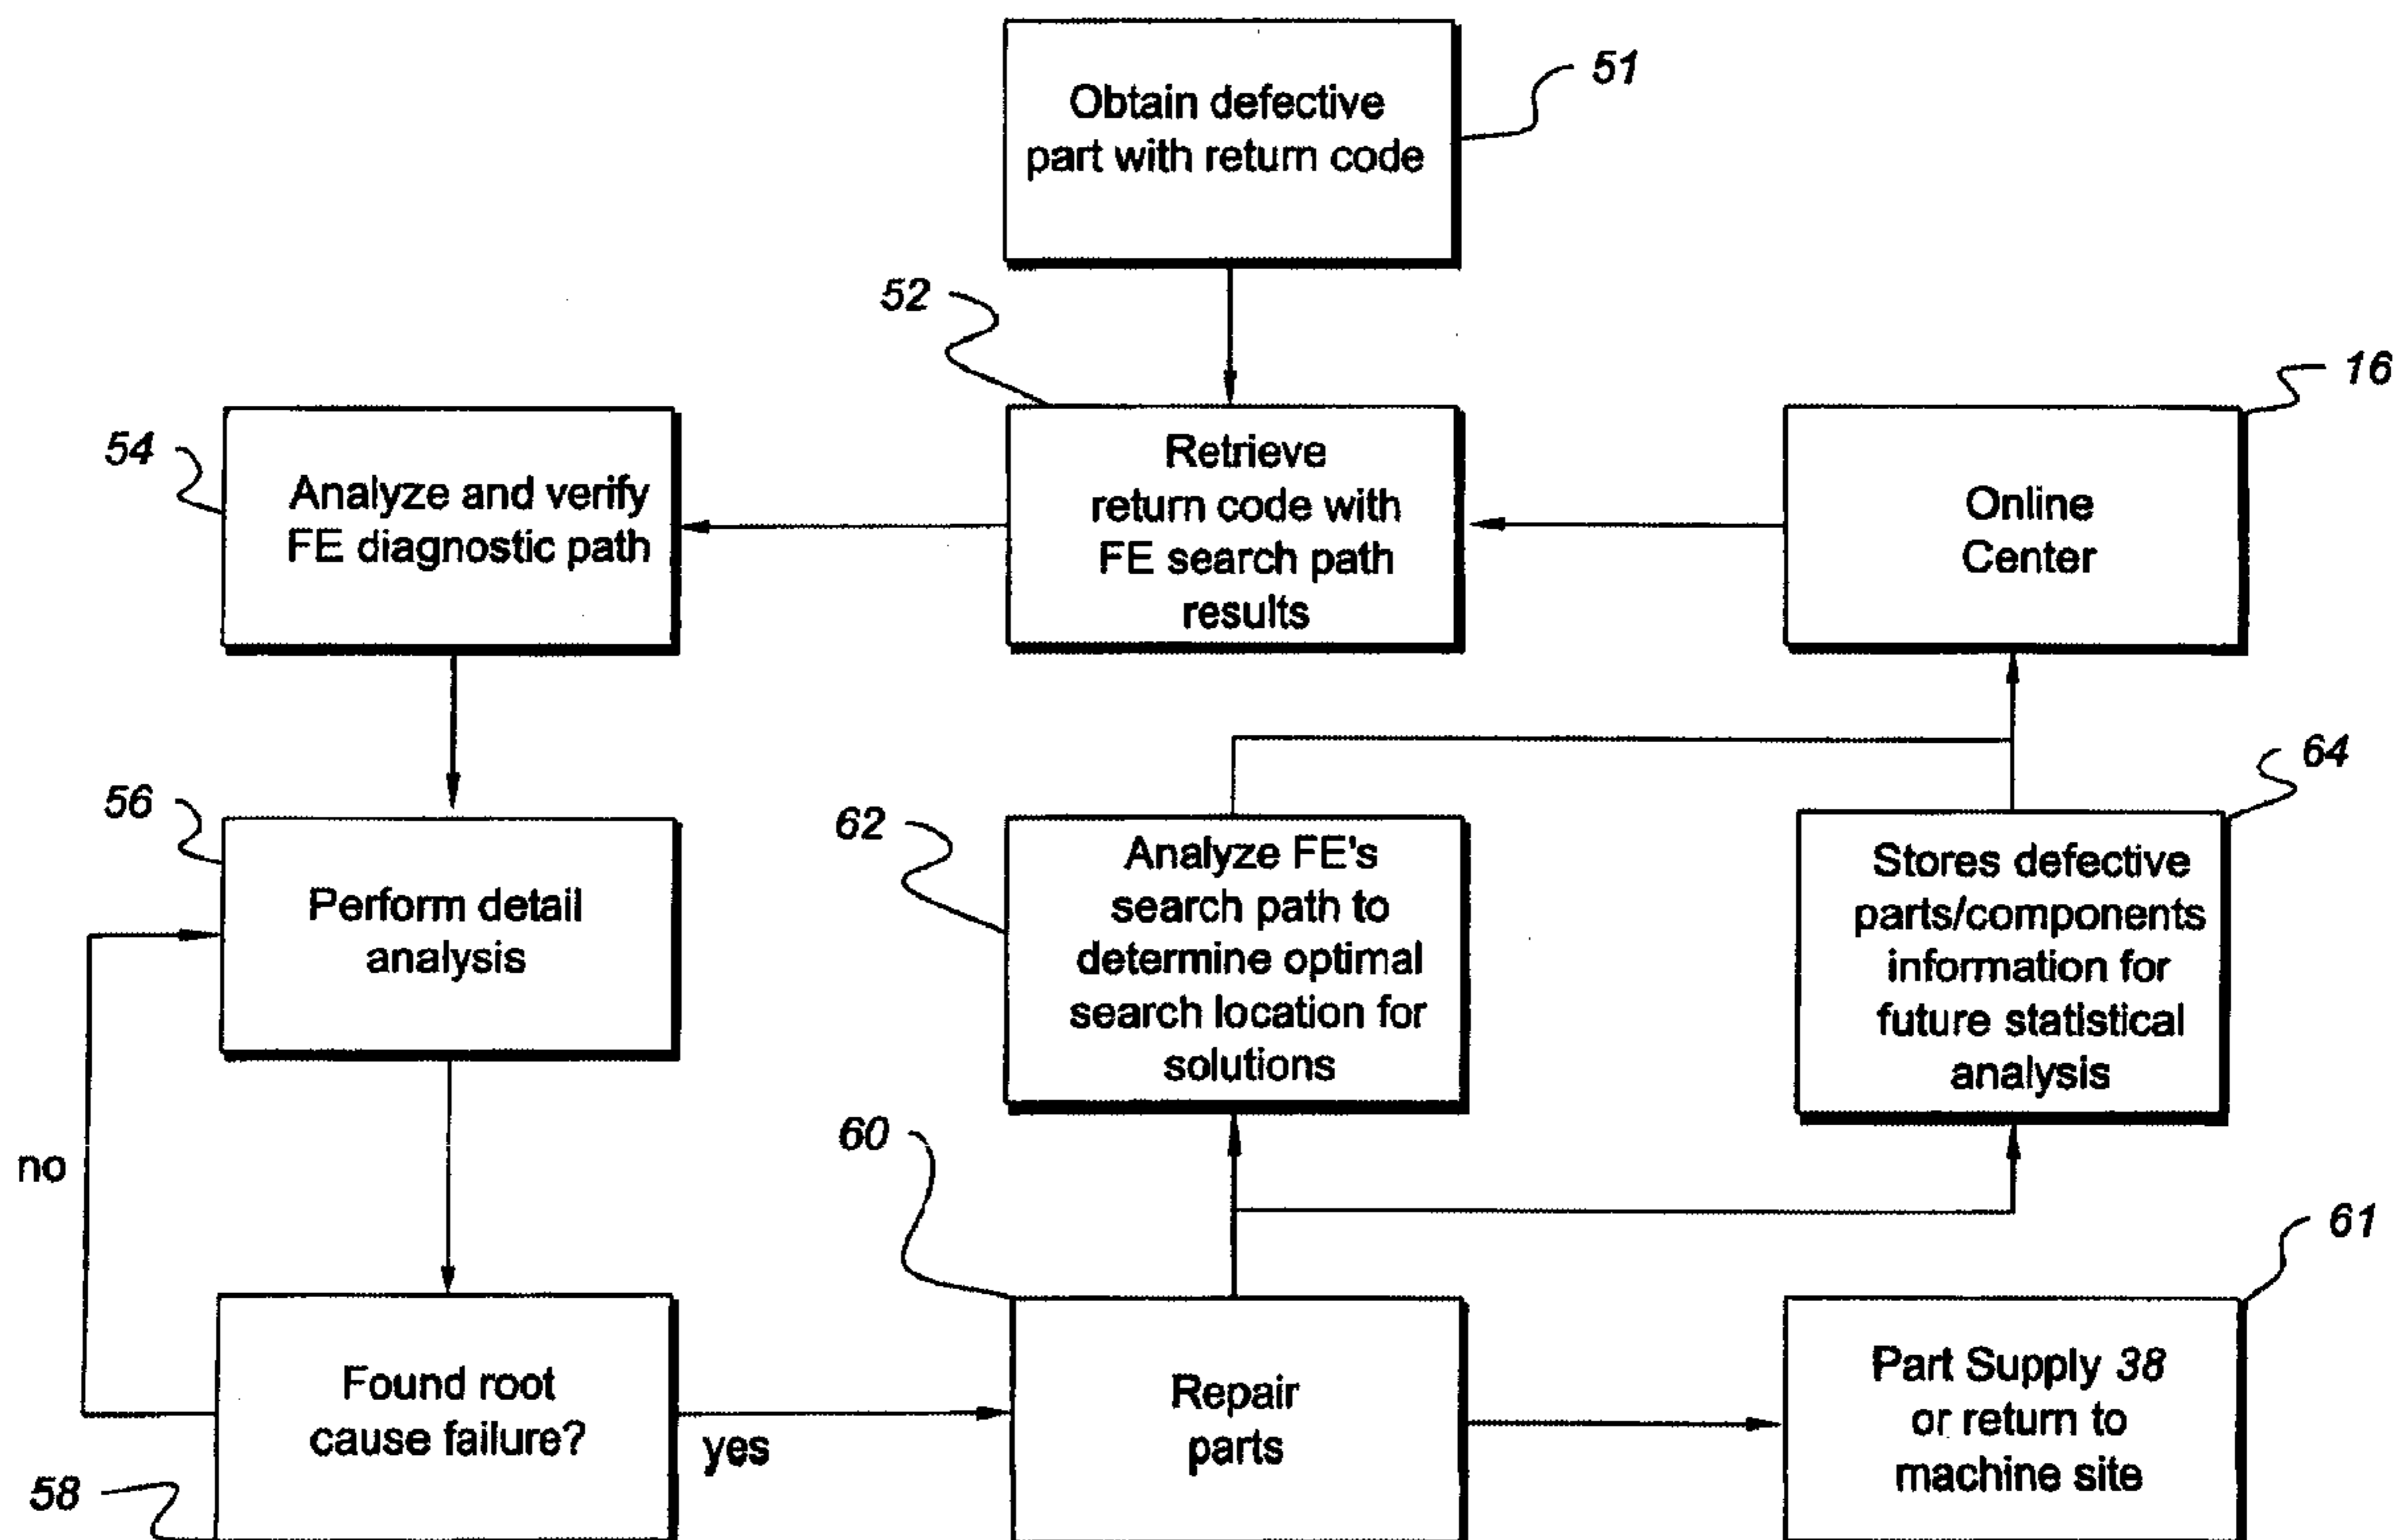 51
Obtain defective
part with return code
52
16
54
Analyze and verify
FE diagnostic path
Retrieve
return code with
FE search path
results
Online
Center
56
Perform detail
analysis
62
Analyze FE's
search path to
determine optimal
search location for
solutions
64
Stores defective
parts/components
information for
future statistical
analysis
no
60
61
Found root
cause failure?
58
yes
Repair
parts
Part Supply 38
or return to
machine site